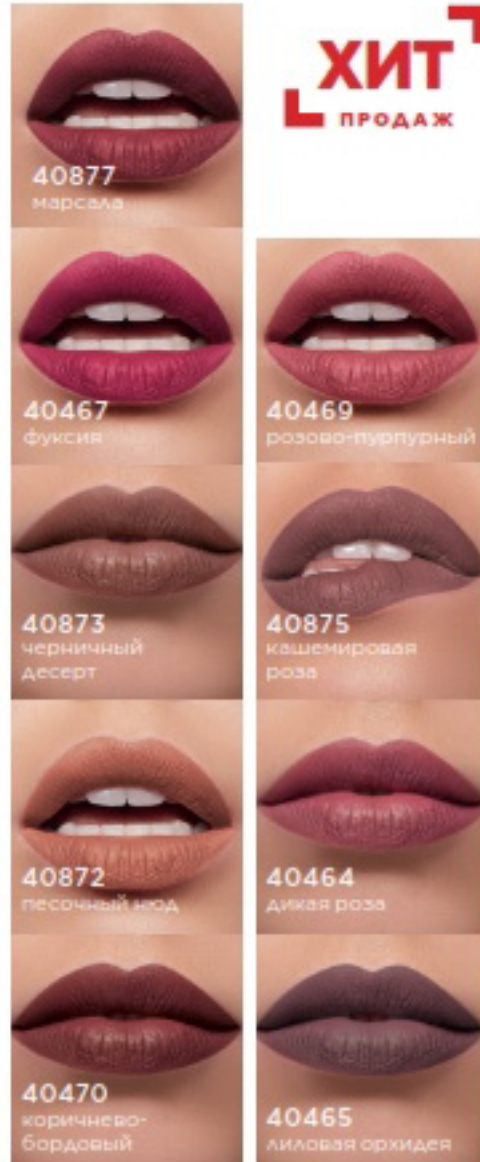 ХИТ
ПРОДАЖ
40877
марсала
40467
фуксия
40469
розово-пурпурный
40873
черничный
десерт
40875
кашемировая
роза
40872
песочный нюд
40464
дикая роза
40470
коричнево-
бордовый
40465
лиловая орхидея